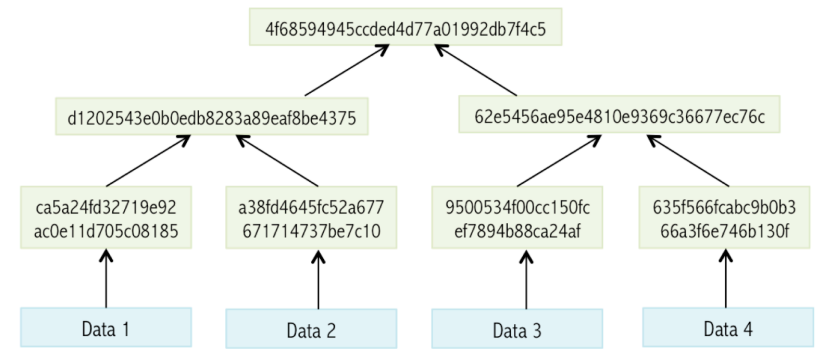 4f68594945ccded4d77a01992db7f4c5
d1202543e0b0edb8283a89eaf8be4375
62e5456ae95e4810e9369c36677ec76c
ca5a24fd32719e92
ac0e11d705c08185
a38fd4645fc52a677
671714737be7c10
9500534f00cc150fc
ef7894b88ca24af
635f566fcabc9b0b3
66a3f6e746b130f
Data 1
Data 2
Data 3
Data 4